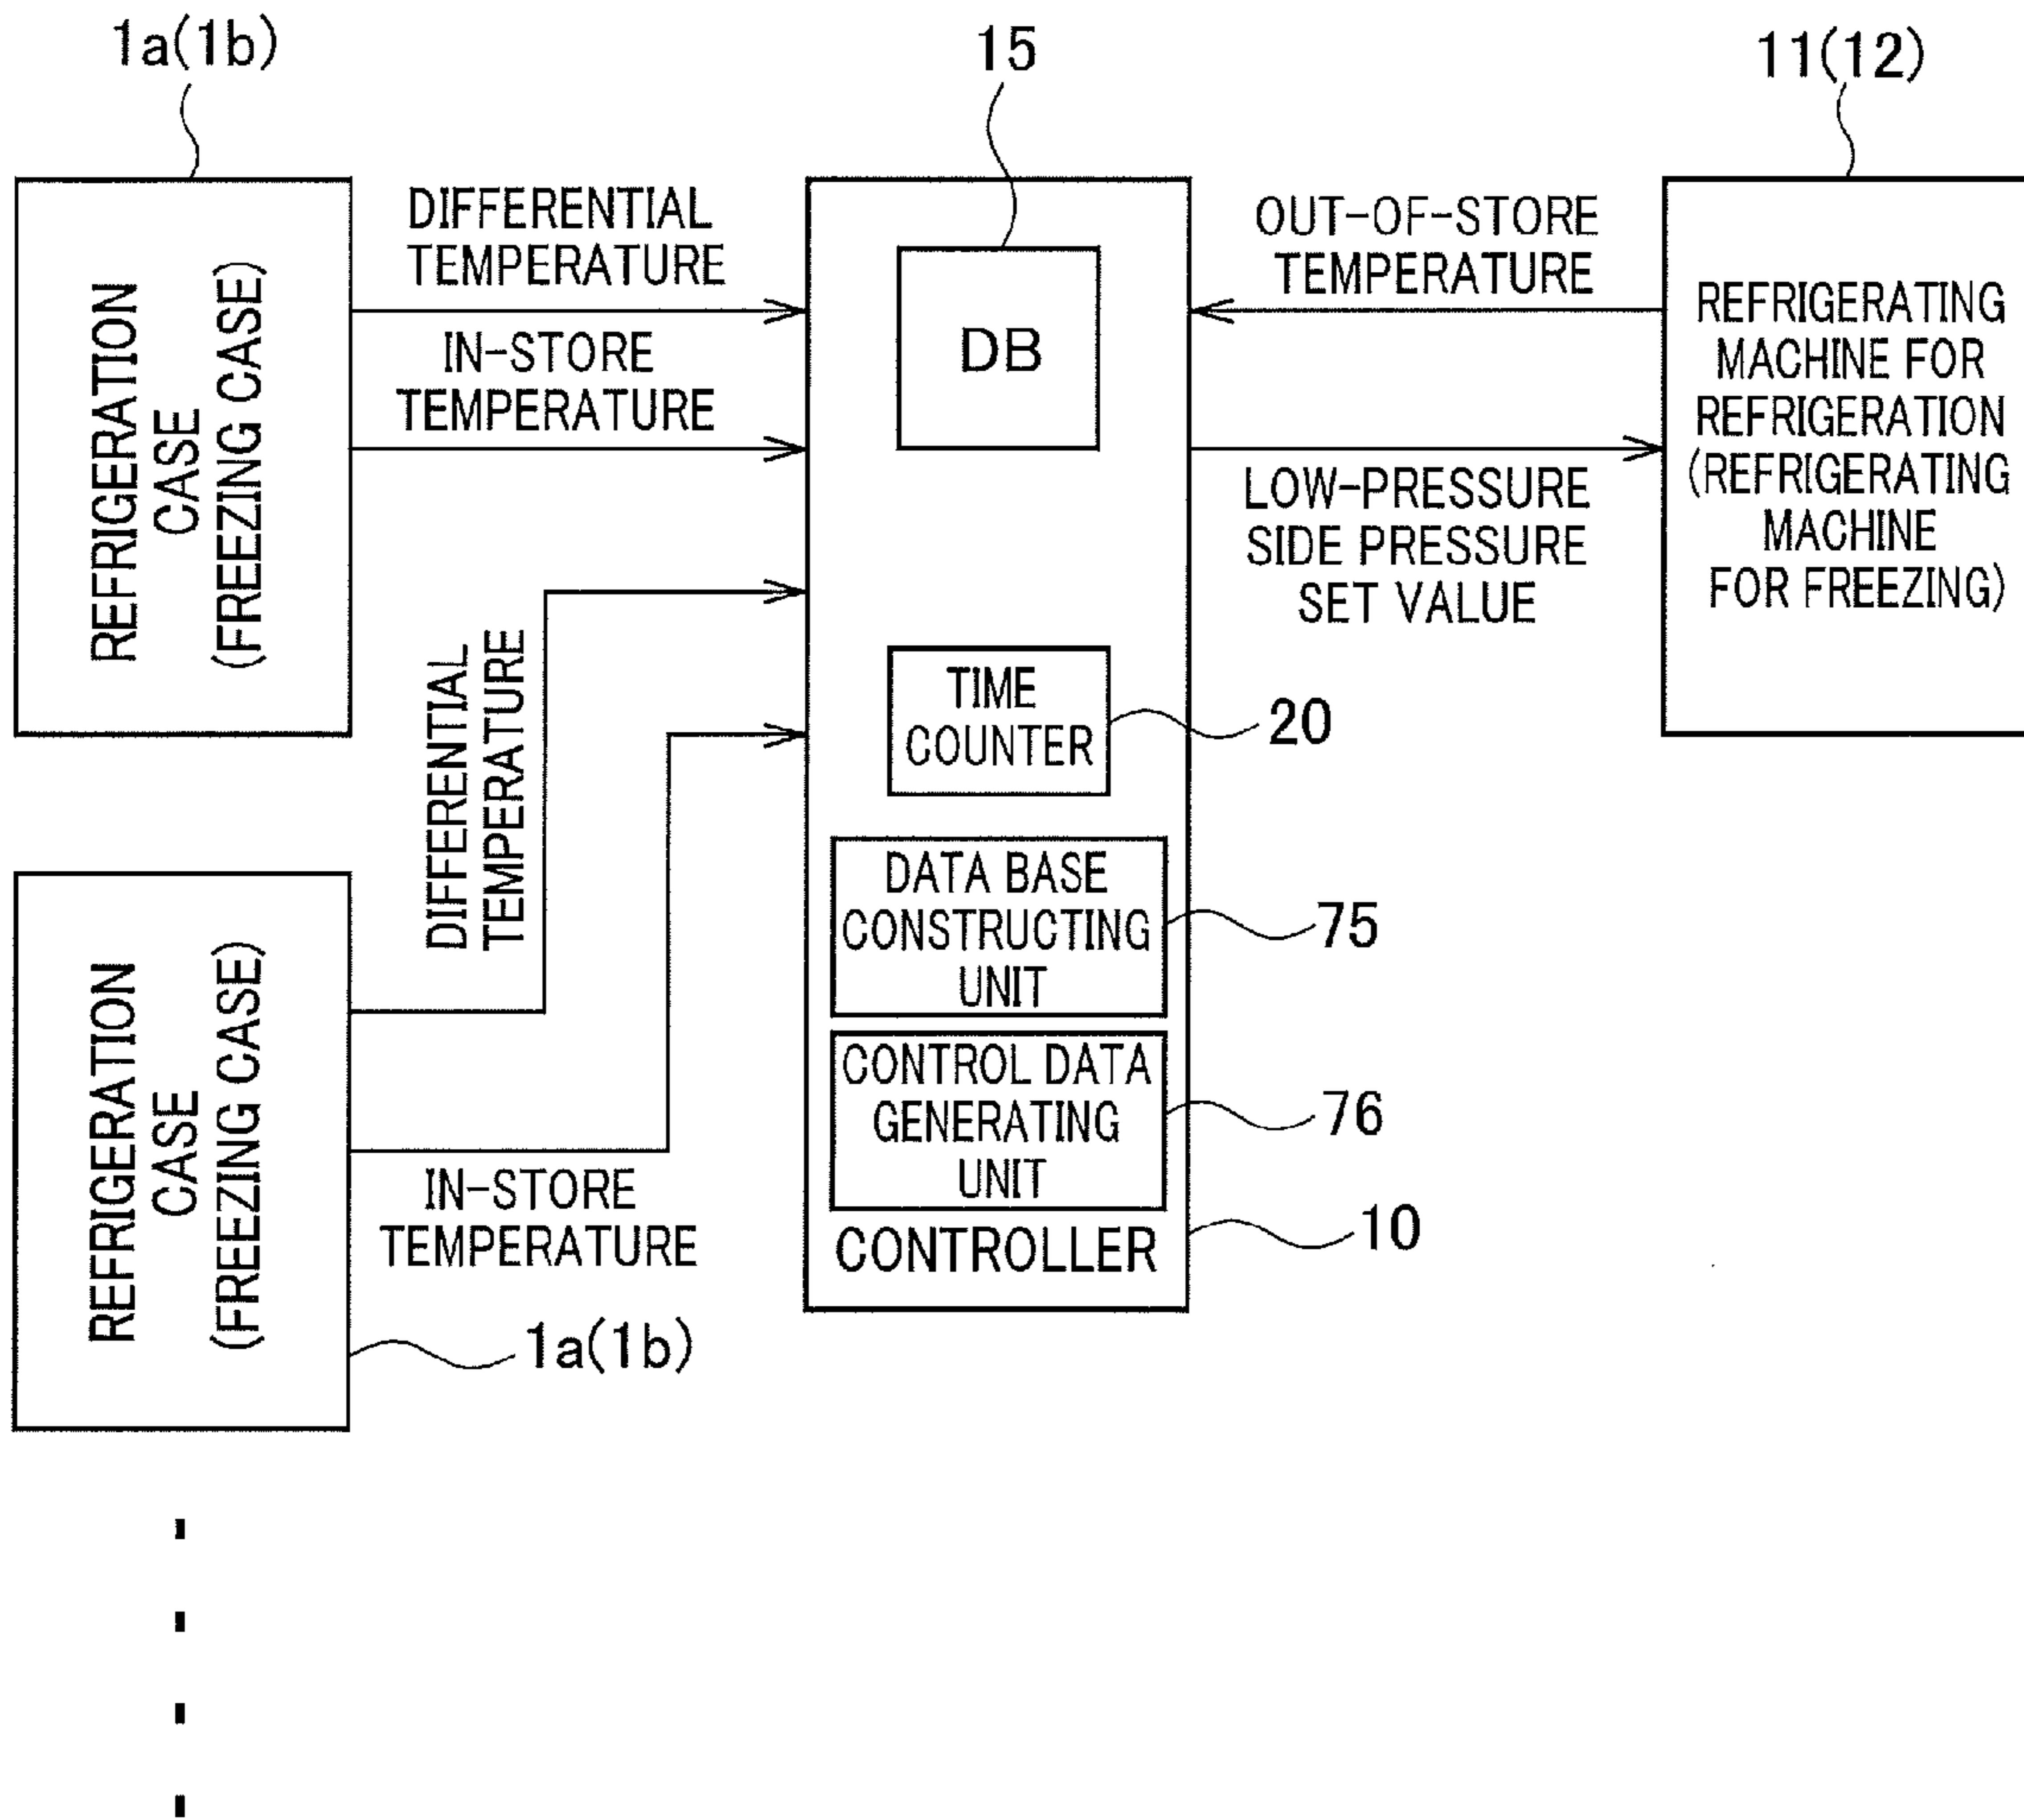 1a(1b)
15
11(12)
REFRIGERATION
CASE
(FREEZING CASE)
DIFFERENTIAL
TEMPERATURE
IN-STORE
TEMPERATURE
DB
OUT-OF-STORE
TEMPERATURE
LOW-PRESSURE
SIDE PRESSURE
SET VALUE
REFRIGERATING
MACHINE FOR
REFRIGERATION
(REFRIGERATING
MACHINE
FOR FREEZING)
DIFFERENTIAL
TEMPERATURE
TIME
COUNTER
20
DATA BASE
CONSTRUCTING
UNIT
75
CONTROL DATA
GENERATING
UNIT
76
CONTROLLER
10
REFRIGERATION
CASE
(FREEZING CASE)
IN-STORE
TEMPERATURE
1a(1b)